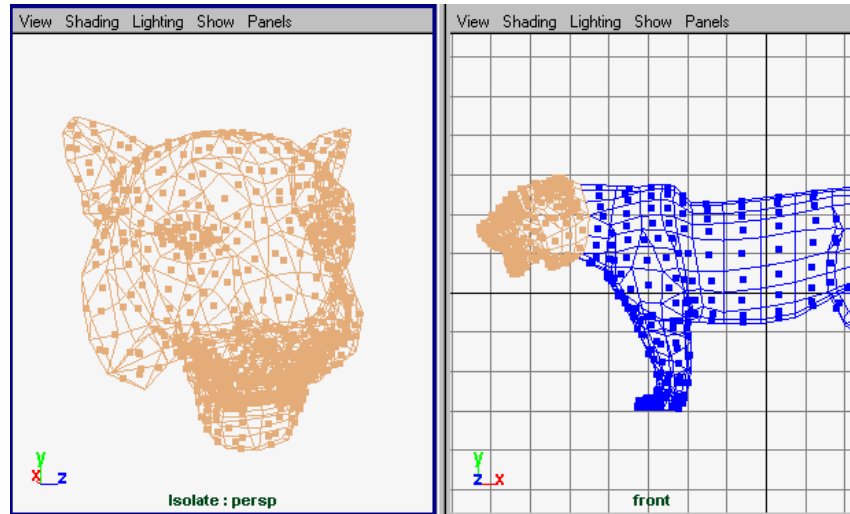 View Shading Lighting Show Panels
View Shading Lighting Show Panels
y
x z
Isolate : persp
y
z x
front